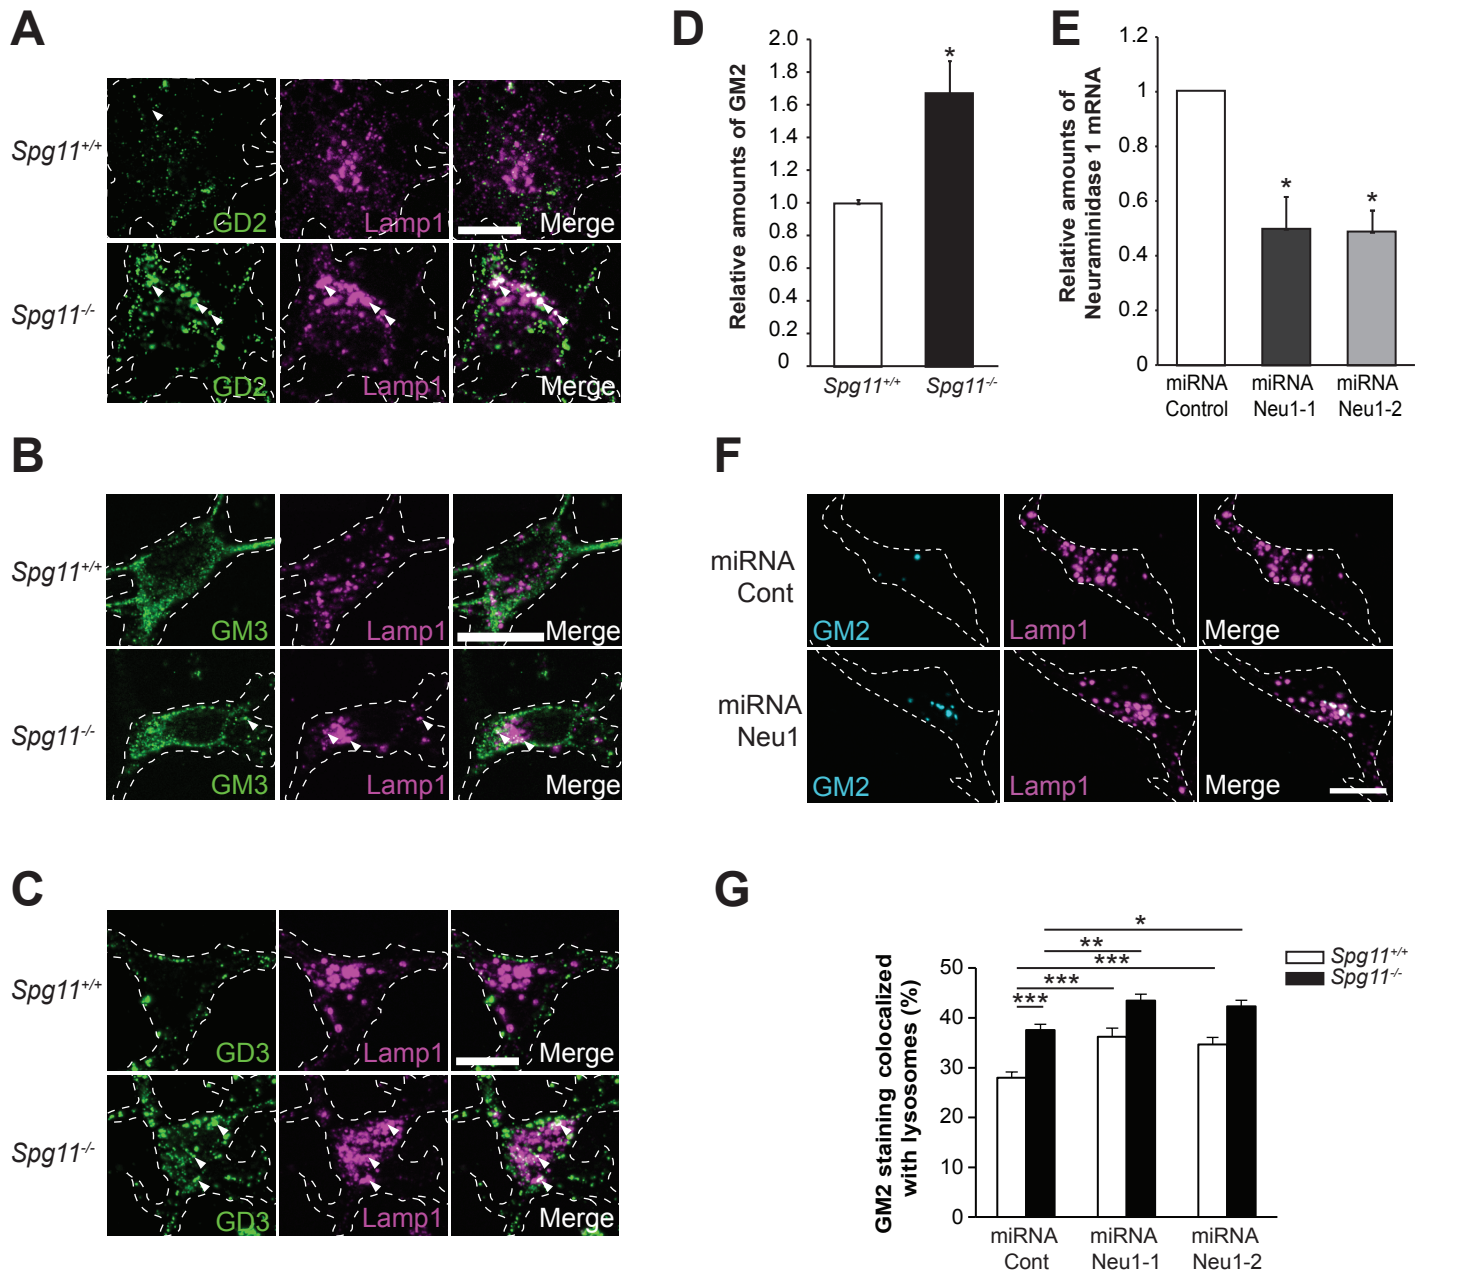 A
Spg11+/+
GD2
Lamp1
Merge
Spg11-/-
GD2
Lamp1
Merge
B
Spg11+/+
GM3
Lamp1
Merge
Spg11-/-
GM3
Lamp1
Merge
C
Spg11+/+
GD3
Lamp1
Merge
Spg11-/-
GD3
Lamp1
Merge
D
Relative amounts of GM2
2.0
1.8
1.6
1.4
1.2
1.0
0.8
0.6
0.4
0.2
0
*
Spg11+/+
Spg11-/-
E
Relative amounts of
Neuraminidase 1 mRNA
1.2
1
0.8
0.6
0.4
0.2
0
*
*
miRNA
Control
miRNA
Neu1-1
miRNA
Neu1-2
F
miRNA
Cont
GM2
Lamp1
Merge
miRNA
Neu1
GM2
Lamp1
Merge
G
GM2 staining colocalized
with lysosomes (%)
50
40
30
20
10
0
*
**
***
***
***
Spg11+/+
Spg11-/-
miRNA
Cont
miRNA
Neu1-1
miRNA
Neu1-2